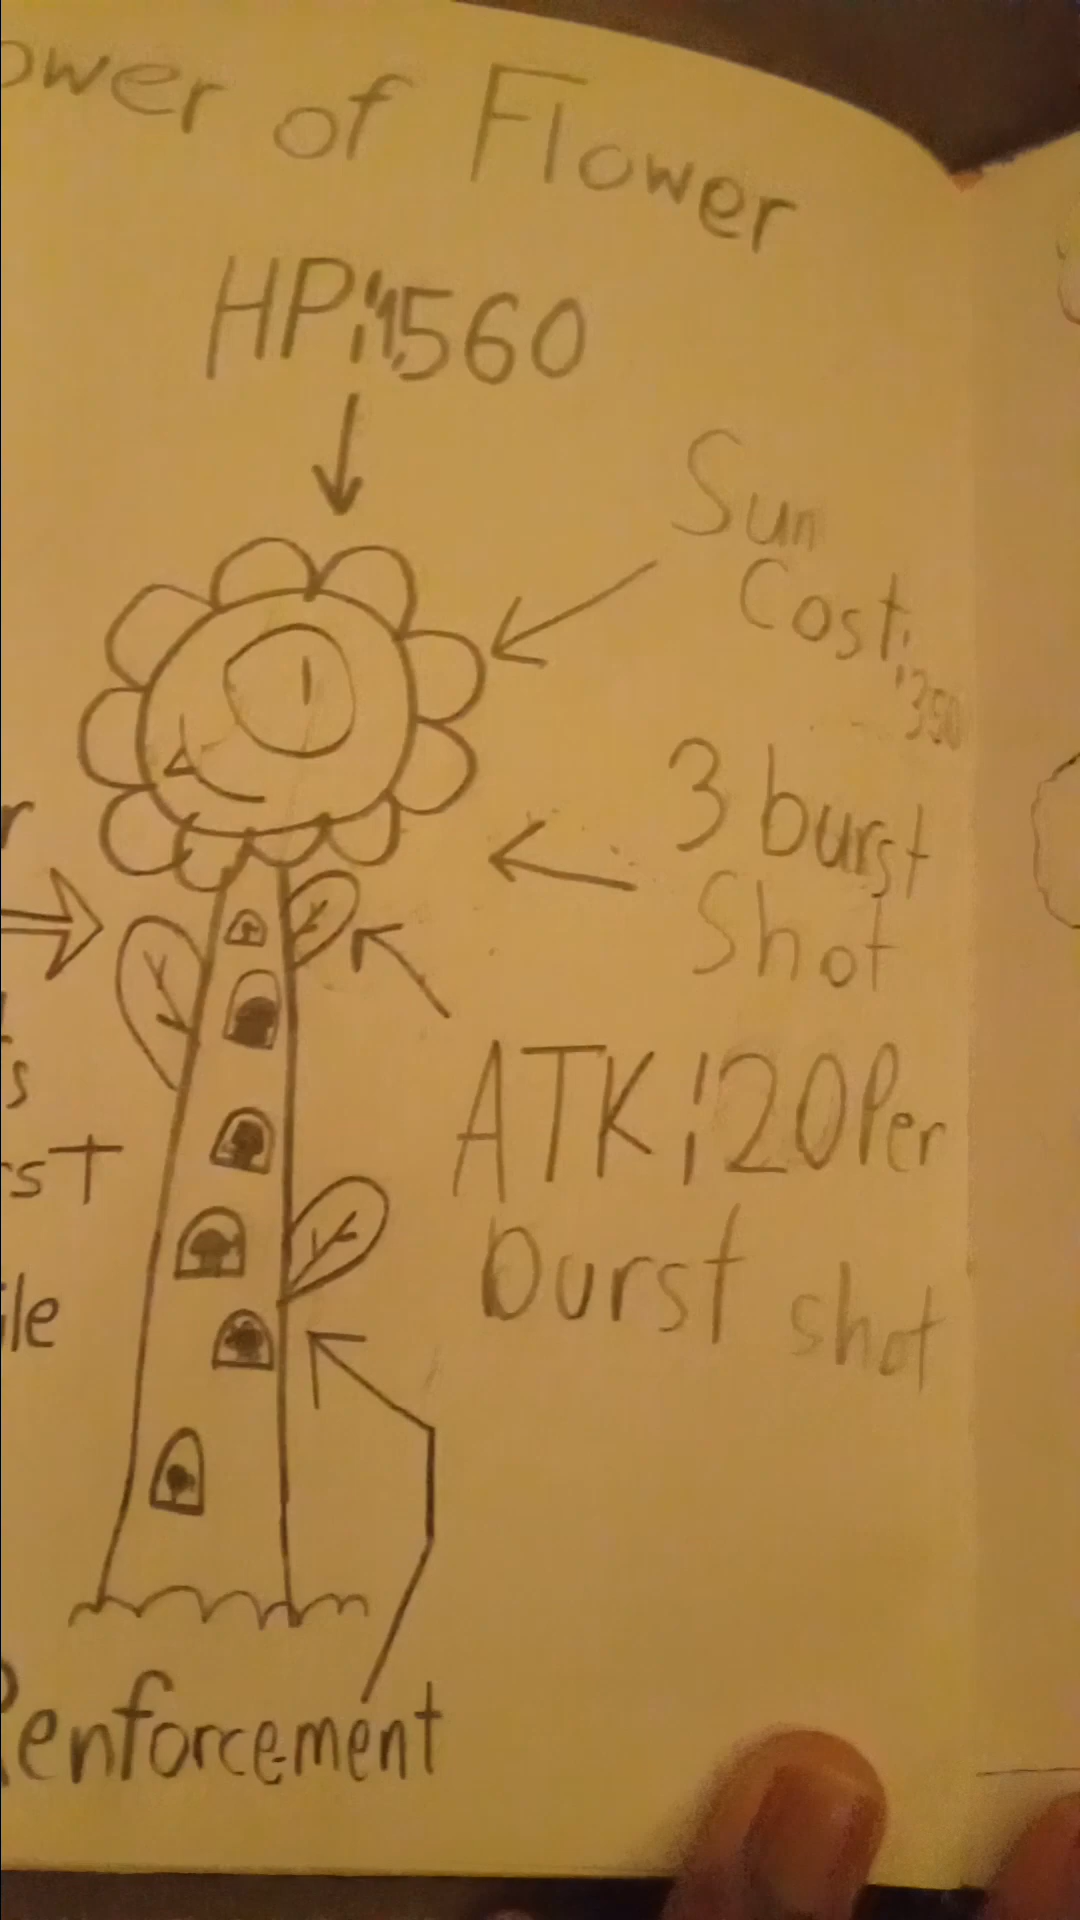 ower of Flower
HP:1,560
Sun
Cost:
350
3 burst
Shot
r
s
ATK:20 Per
st
burst shot
ile
Renforcement